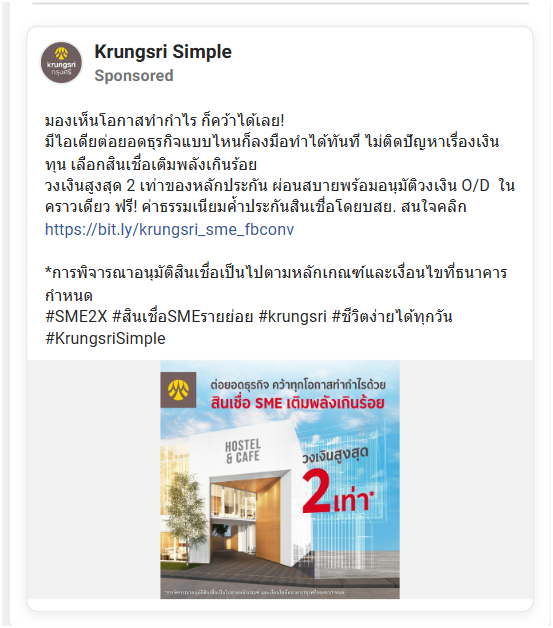 krungsri
กรุงศรี
Krungsri Simple
Sponsored
มองเห็นโอกาสทำกำไร ก็คว้าได้เลย!
มีไอเดียต่อยอดธุรกิจแบบไหนก็ลงมือทำได้ทันที ไม่ติดปัญหาเรื่องเงิน
ทุน เลือกสินเชื่อเติมพลังเกินร้อย
วงเงินสูงสุด 2 เท่าของหลักประกัน ผ่อนสบายพร้อมอนุมัติวงเงิน O/D ใน
คราวเดียว ฟรี! ค่าธรรมเนียมค้ำประกันสินเชื่อโดยบสย. สนใจคลิก
https://bit.ly/krungsri_sme_fbconv
*การพิจารณาอนุมัติสินเชื่อเป็นไปตามหลักเกณฑ์และเงื่อนไขที่ธนาคาร
กำหนด
#SME2X #สินเชื่อSMEรายย่อย #krungsri #ชีวิตง่ายได้ทุกวัน
#KrungsriSimple
ต่อยอดธุรกิจ คว้าทุกโอกาสทำกำไรด้วย
สินเชื่อ SME เติมพลังเกินร้อย
HOSTEL
& CAFE
วงเงินสูงสุด
2เท่า*